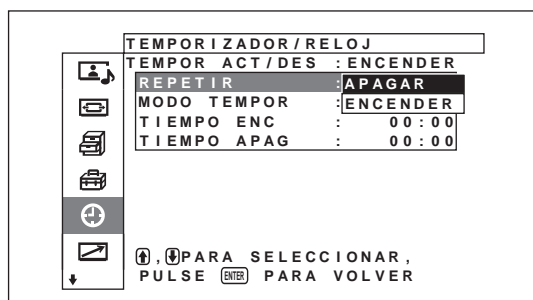 TEMPORIZADOR/RELOJ
TEMPOR ACT/DES :ENCENDER
REPETIR :APAGAR
MODO TEMPOR :ENCENDER
TIEMPO ENC : 00:00
TIEMPO APAG : 00:00
,PARA SELECCIONAR,
PULSE ENTER PARA VOLVER